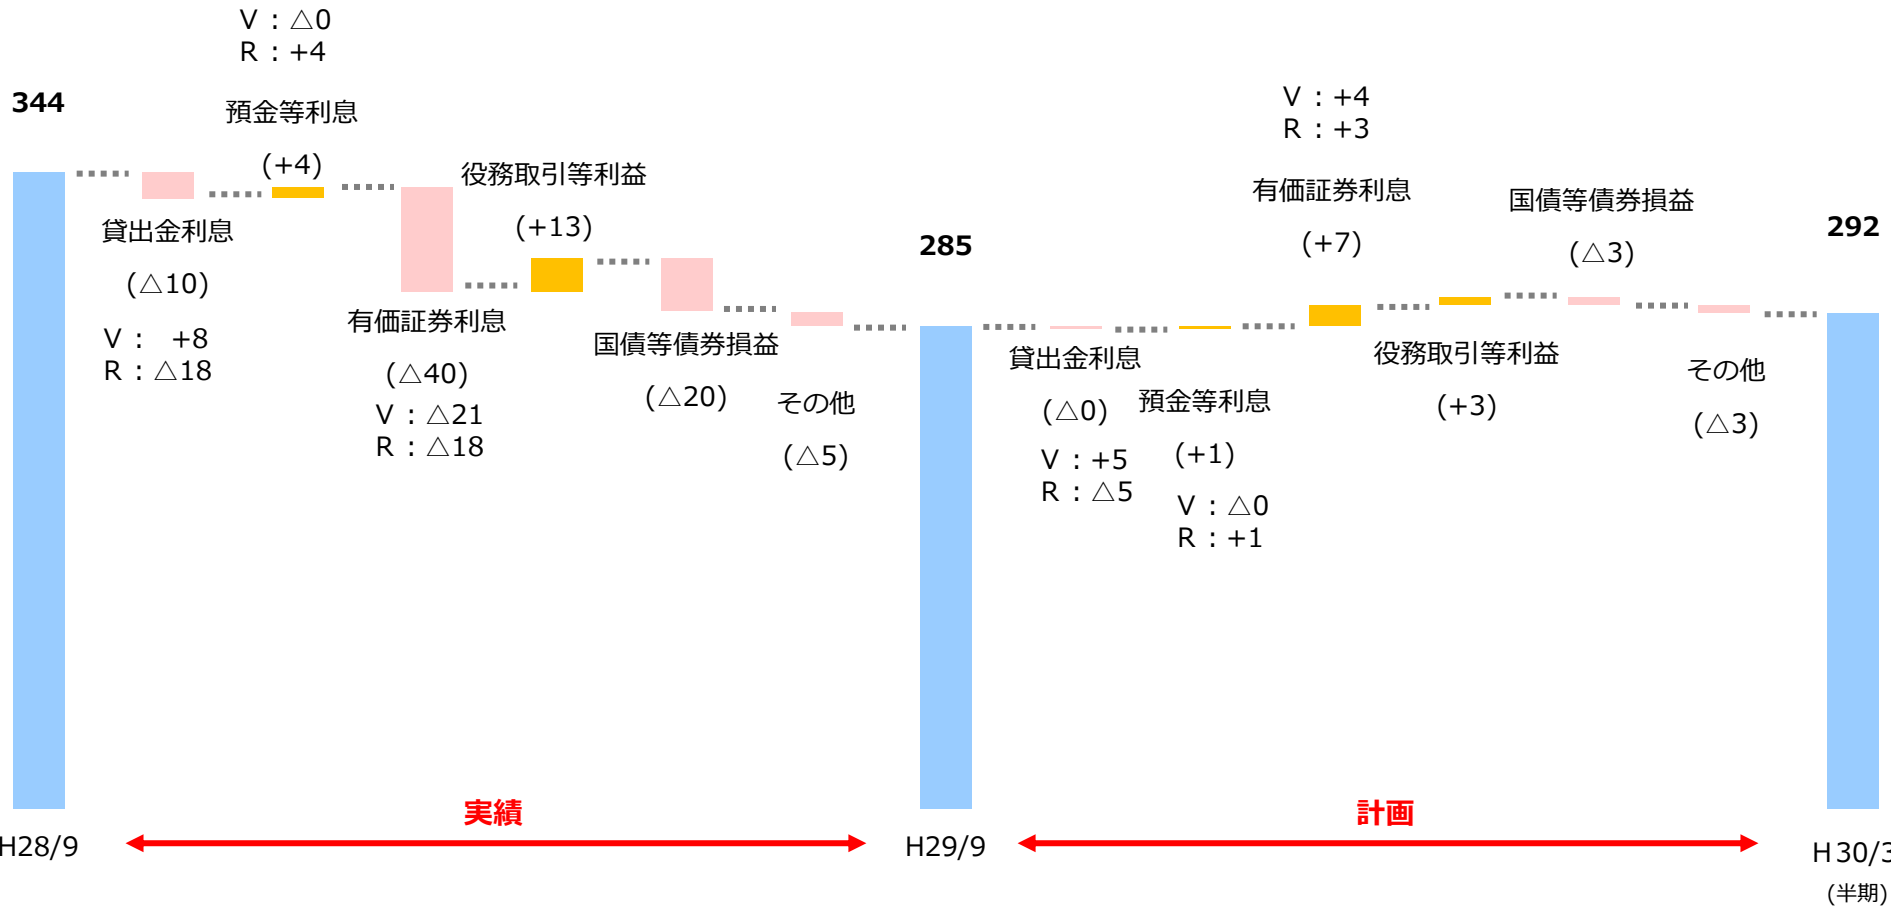 344
V：△0
R：+4
預金等利息
(+4)
貸出金利息
(△10)
V： +8
R：△18
有価証券利息
(△40)
V：△21
R：△18
役務取引等利益
(+13)
国債等債券損益
(△20)
その他
(△5)
285
貸出金利息
(△0)
V：+5
R：△5
預金等利息
(+1)
V：△0
R：+1
V：+4
R：+3
有価証券利息
(+7)
役務取引等利益
(+3)
国債等債券損益
(△3)
その他
(△3)
292
実績
計画
H28/9
H29/9
H30/3
(半期)